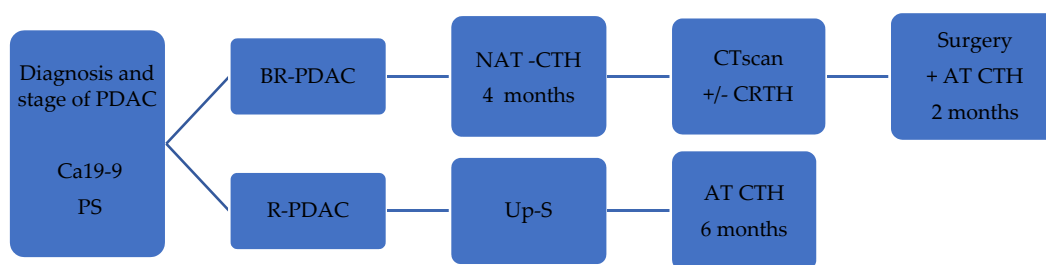 Diagnosis and
stage of PDAC
Ca19-9
PS
BR-PDAC
NAT -CTH
4 months
CTscan
+/- CRTH
Surgery
+ AT CTH
2 months
R-PDAC
Up-S
AT CTH
6 months